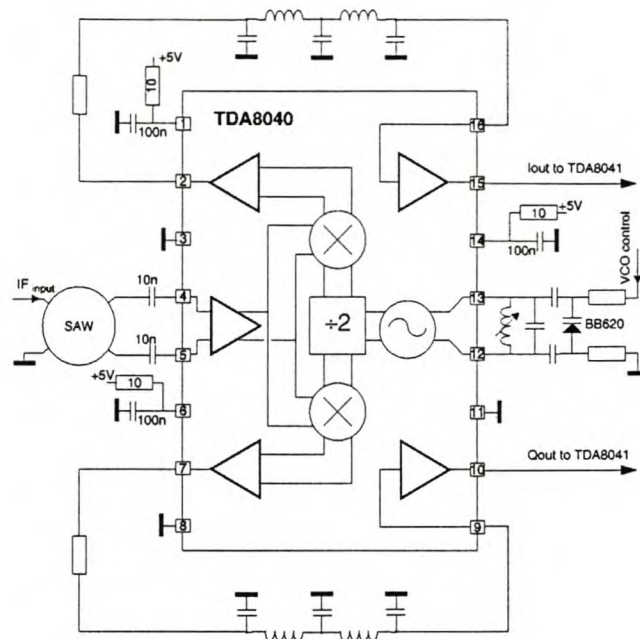 +5V
10
100n
1
TDA8040
16
2
15
Iout to TDA8041
+5V
10
3
14
100n
VCO control
IF input
10n
4
13
SAW
÷2
BB620
10n
5
12
+5V
10
100n
6
11
7
10
Qout to TDA8041
8
9